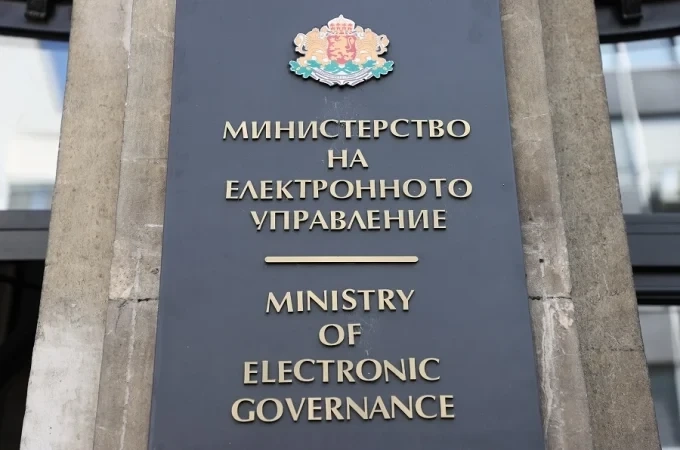 МИНИСТЕРСТВО
НА
ЕЛЕКТРОННОТО
УПРАВЛЕНИЕ
MINISTRY
OF
ELECTRONIC
GOVERNANCE